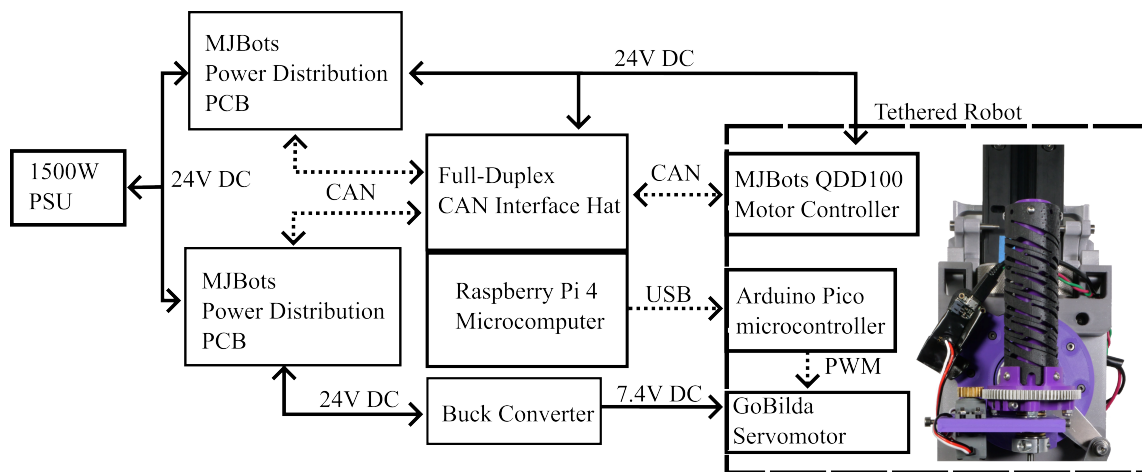 MJBots
Power Distribution
PCB
24V DC
Tethered Robot
1500W
PSU
24V DC
CAN
Full-Duplex
CAN Interface Hat
CAN
MJBots QDD100
Motor Controller
MJBots
Power Distribution
PCB
Raspberry Pi 4
Microcomputer
USB
Arduino Pico
microcontroller
PWM
24V DC
Buck Converter
7.4V DC
GoBilda
Servomotor